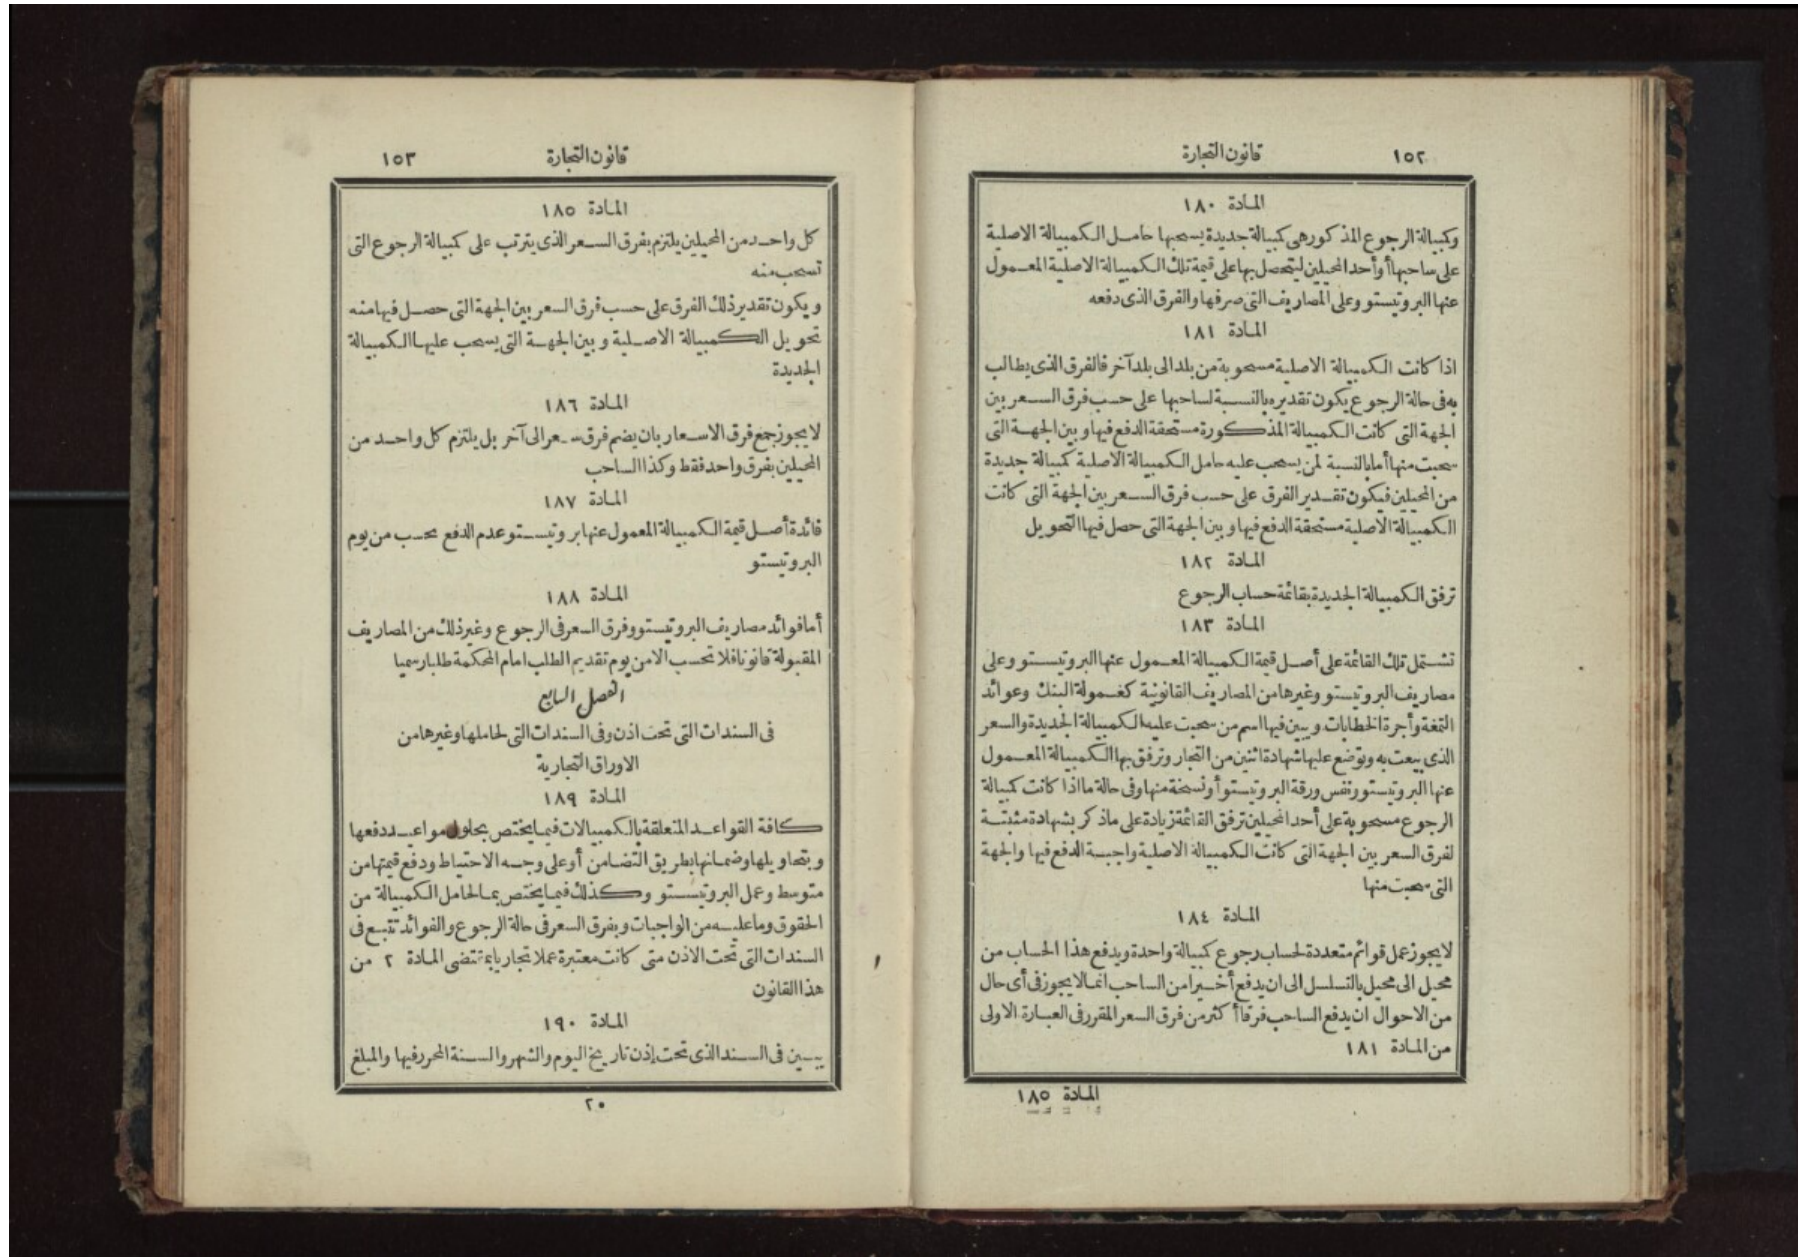 ١٥٢
قانون التجارة
المادة ١٨٠
وكمبيالة الرجوع المذكورهى كمبيالة جديدة يسحبها حامل الكمبيالة الاصلية
على ساحبها أو أحد المحيلين ليتحصل بها على قيمة تلك الكمبيالة الاصلية المعمول
عنها البروتيستو وعلى المصاريف التى صرفها والفرق الذى دفعه
المادة ١٨١
اذا كانت الكمبيالة الاصلية مسحوبة من بلد الى بلد آخر فالفرق الذى يطالب
به فى حالة الرجوع يكون تقديره بالنسبة لساحبها على حسب فرق السعر بين
الجهة التى كانت الكمبيالة المذكورة مستحقة الدفع فيها وبين الجهة التى
سحبت منها أما بالنسبة لمن يسحب عليه حامل الكمبيالة الاصلية كمبيالة جديدة
من المحيلين فيكون تقدير الفرق على حسب فرق السعر بين الجهة التى كانت
الكمبيالة الاصلية مستحقة الدفع فيها وبين الجهة التى حصل فيها التحويل
المادة ١٨٢
ترفق الكمبيالة الجديدة بقائمة حساب الرجوع
المادة ١٨٣
تشتمل تلك القائمة على أصل قيمة الكمبيالة المعمول عنها البروتيستو وعلى
مصاريف البروتيستو وغيرها من المصاريف القانونية كعمولة البنك وعوائد
التمغة وأجرة الخطابات ويبين فيها اسم من سحبت عليه الكمبيالة الجديدة والسعر
الذى بيعت به وتوضع عليها شهادة اثنين من التجار وترفق بها الكمبيالة المعمول
عنها البروتيستو ونفس ورقة البروتيستو أو نسخة منها وفى حالة ما اذا كانت كمبيالة
الرجوع مسحوبة على أحد المحيلين ترفق القائمة زيادة على ماذكر بشهادة مثبتة
لفرق السعر بين الجهة التى كانت الكمبيالة الاصلية واجبة الدفع فيها والجهة
التى سحبت منها
المادة ١٨٤
لايجوز عمل قوائم متعددة لحساب رجوع كمبيالة واحدة ويدفع هذا الحساب من
محيل الى محيل بالتسلسل الى ان يدفع أخيرا من الساحب انما لايجوز فى أى حال
من الاحوال ان يدفع الساحب فرقا أكثر من فرق السعر المقرر فى العبارة الاولى
من المادة ١٨١
المادة ١٨٥
قانون التجارة
١٥٣
المادة ١٨٥
كل واحد من المحيلين يلتزم بفرق السعر الذى يترتب على كمبيالة الرجوع التى
تسحب منه
ويكون تقدير ذلك الفرق على حسب فرق السعر بين الجهة التى حصل فيها منه
تحويل الكمبيالة الاصلية وبين الجهة التى يسحب عليها الكمبيالة
الجديدة
المادة ١٨٦
لايجوز جمع فرق الاسعار بان يضم فرق سعر الى آخر بل يلتزم كل واحد من
المحيلين بفرق واحد فقط وكذا الساحب
المادة ١٨٧
فائدة أصل قيمة الكمبيالة المعمول عنها بروتيستو عدم الدفع تحسب من يوم
البروتيستو
المادة ١٨٨
أما فوائد مصاريف البروتيستو وفرق السعر فى الرجوع وغير ذلك من المصاريف
المقبولة قانونا فلا تحسب الا من يوم تقديم الطلب امام المحكمة طلبا رسميا
الفصل السابع
فى السندات التى تحت اذن وفى السندات التى لحاملها وغيرها من
الاوراق التجارية
المادة ١٨٩
كافة القواعد المتعلقة بالكمبيالات فيما يختص بحلول مواعيد دفعها
وبتحاويلها وضمانها بطريق التضامن أو على وجه الاحتياط ودفع قيمتها من
متوسط وعمل البروتيستو وكذلك فيما يختص بما لحامل الكمبيالة من
الحقوق وما عليه من الواجبات وبفرق السعر فى حالة الرجوع والفوائد تتبع فى
السندات التى تحت الاذن متى كانت معتبرة عملا تجاريا بمقتضى المادة ٢ من
هذا القانون
المادة ١٩٠
يبين فى السند الذى تحت إذن تاريخ اليوم والشهر والسنة المحرر فيها والمبلغ
٢٠